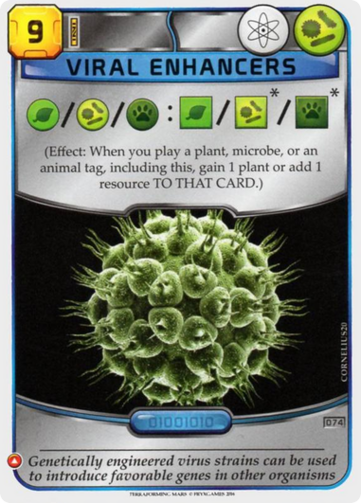 9
VIRAL ENHANCERS
/ / : / * / *
(Effect: When you play a plant, microbe, or an
animal tag, including this, gain 1 plant or add 1
resource TO THAT CARD.)
CORNELIUS20
01001010
074
Genetically engineered virus strains can be used
to introduce favorable genes in other organisms
TERRAFORMING MARS © FRYXGAMES 2016